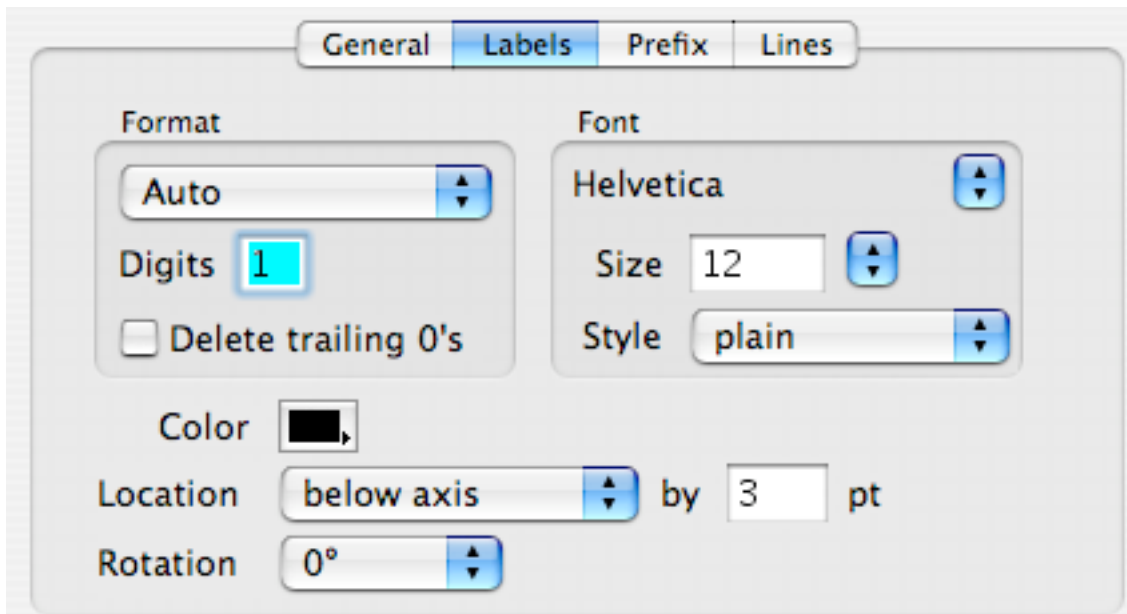 General Labels Prefix Lines
Format
Auto
Digits 1
Delete trailing 0's
Font
Helvetica
Size 12
Style plain
Color
Location below axis by 3 pt
Rotation 0°